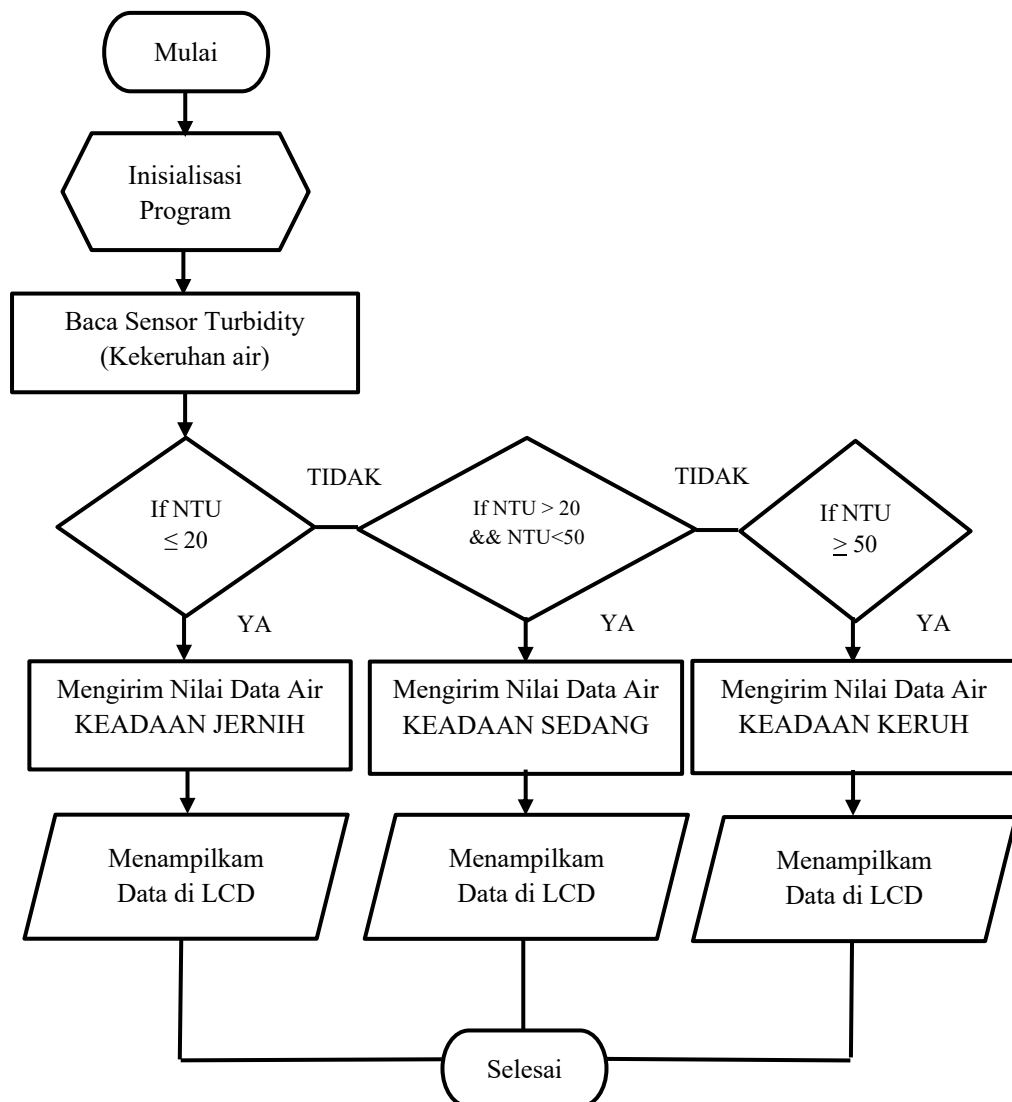 Mulai
Inisialisasi
Program
Baca Sensor Turbidity
(Kekeruhan air)
If NTU
≤ 20
TIDAK
If NTU > 20
&& NTU<50
TIDAK
If NTU
≥ 50
YA
YA
YA
Mengirim Nilai Data Air
KEADAAN JERNIH
Mengirim Nilai Data Air
KEADAAN SEDANG
Mengirim Nilai Data Air
KEADAAN KERUH
Menampilkam
Data di LCD
Menampilkam
Data di LCD
Menampilkam
Data di LCD
Selesai